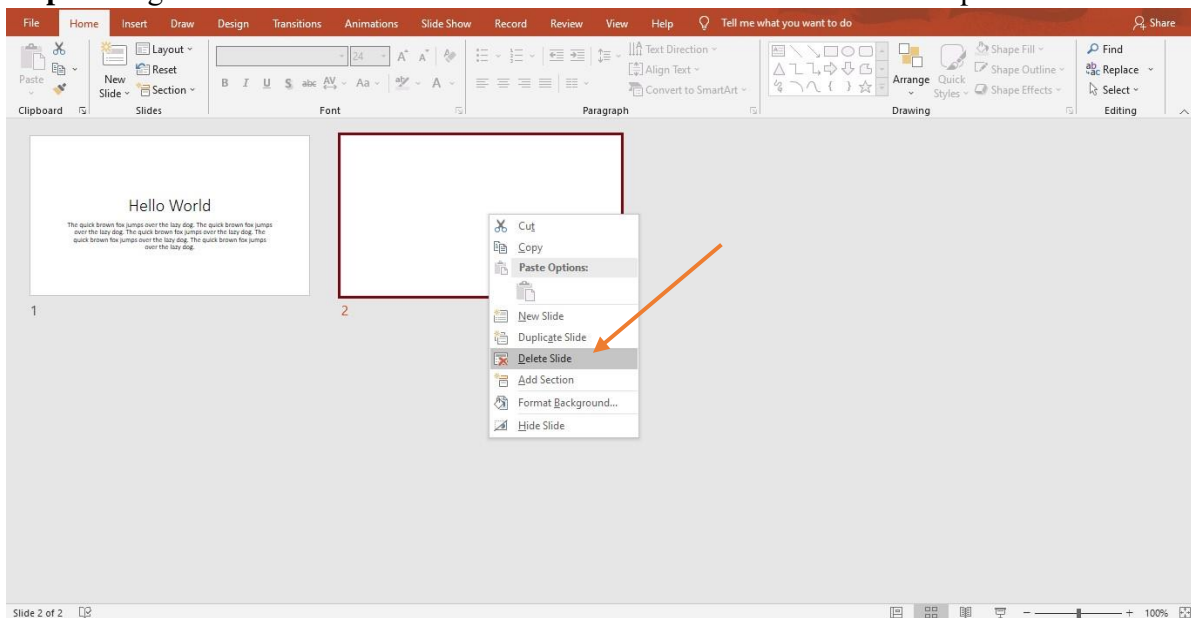 File Home Insert Draw Design Transitions Animations Slide Show Record Review View Help Tell me what you want to do Share
Paste
New Slide
Layout
Reset
Section
24 A A
B I U S abc AV Aa A
Text Direction
Align Text
Convert to SmartArt
Arrange
Quick Styles
Shape Fill
Shape Outline
Shape Effects
Find
Replace
Select
Clipboard Slides Font Paragraph Drawing Editing
Hello World
The quick brown fox jumps over the lazy dog. The quick brown fox jumps
over the lazy dog. The quick brown fox jumps over the lazy dog. The
quick brown fox jumps over the lazy dog. The quick brown fox jumps
over the lazy dog.
1
2
Cut
Copy
Paste Options:
New Slide
Duplicate Slide
Delete Slide
Add Section
Format Background...
Hide Slide
Slide 2 of 2 100%